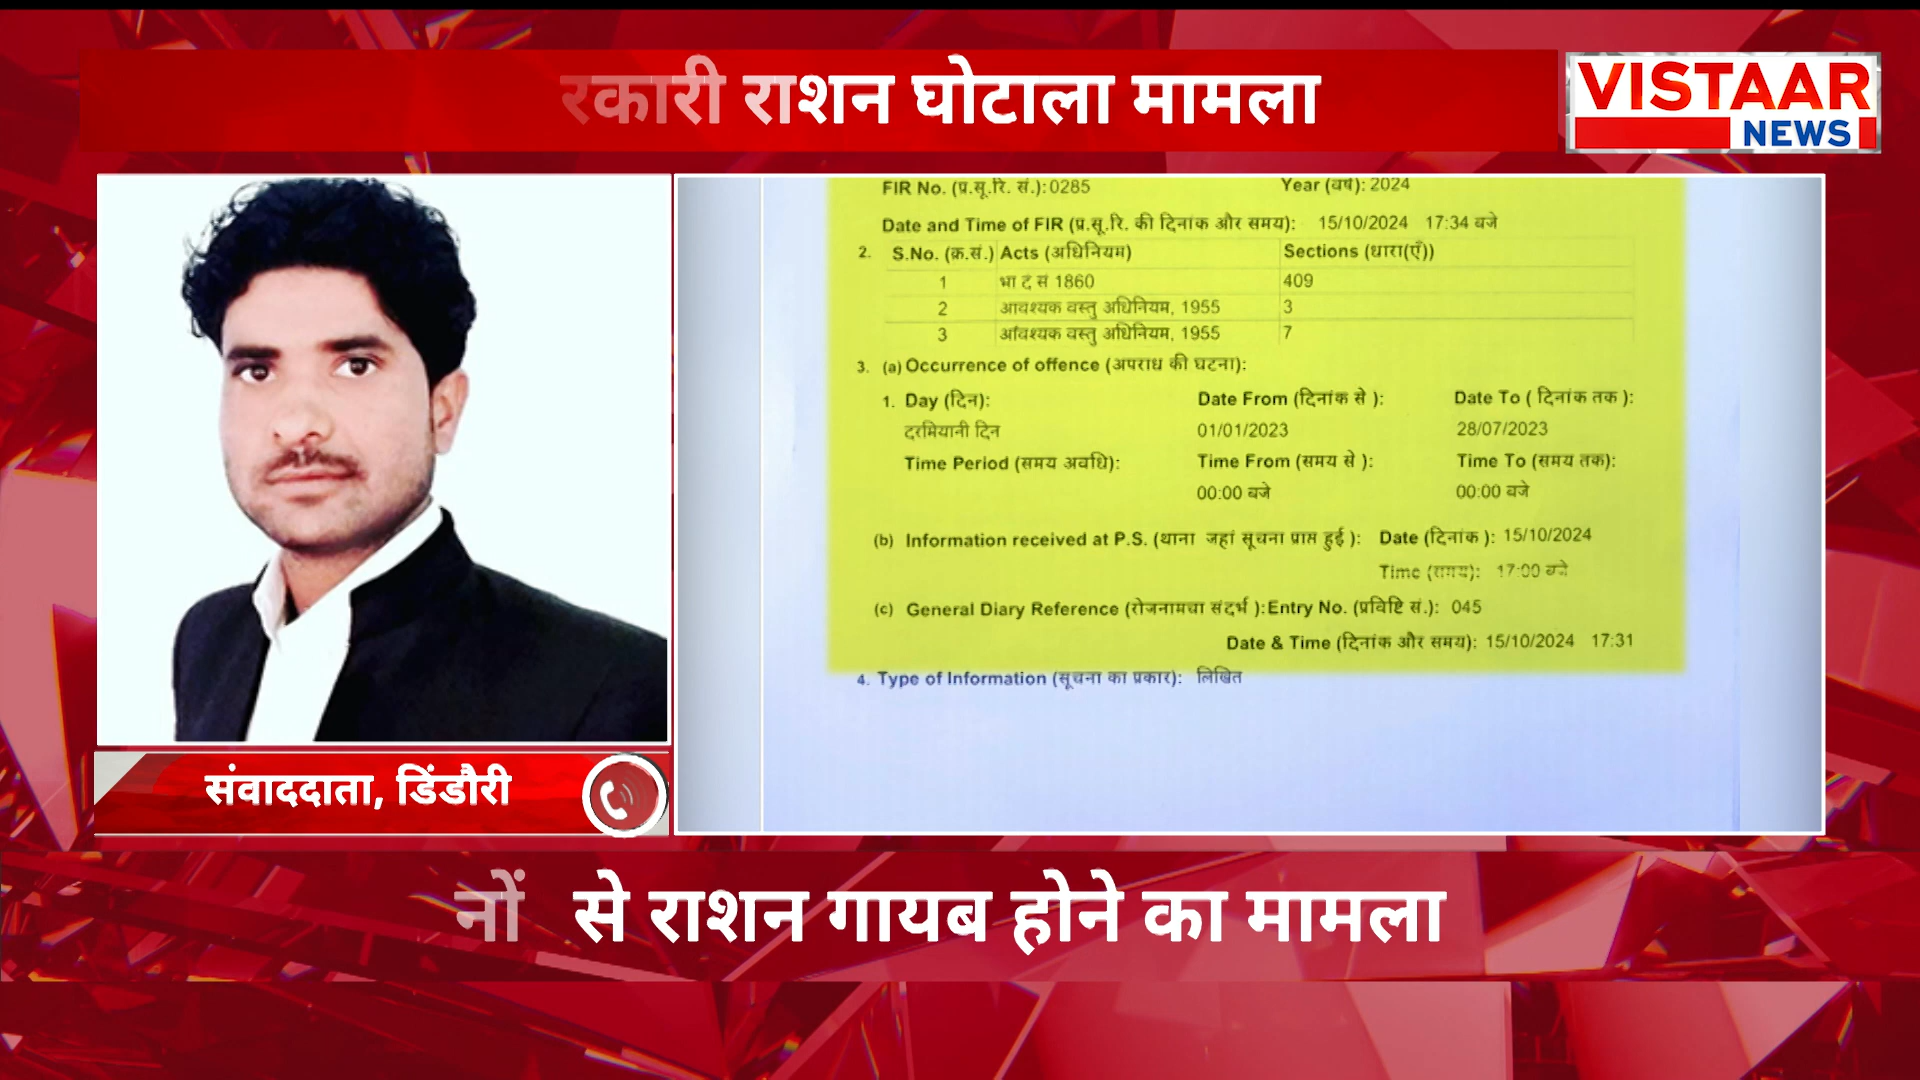 रकारी राशन घोटाला मामला
VISTAAR
NEWS
FIR No. (प्र.सू.रि. सं.): 0285 Year (वर्ष): 2024
Date and Time of FIR (प्र.सू.रि. की दिनांक और समय): 15/10/2024 17:34 बजे
2. S.No. (क्र.सं.) Acts (अधिनियम) Sections (धारा(एँ))
1 भा द सं 1860 409
2 आवश्यक वस्तु अधिनियम, 1955 3
3 आवश्यक वस्तु अधिनियम, 1955 7
3. (a) Occurrence of offence (अपराध की घटना):
1. Day (दिन): Date From (दिनांक से ): Date To ( दिनांक तक ):
दरमियानी दिन 01/01/2023 28/07/2023
Time Period (समय अवधि): Time From (समय से ): Time To (समय तक):
00:00 बजे 00:00 बजे
(b) Information received at P.S. (थाना जहां सूचना प्राप्त हुई ): Date (दिनांक ): 15/10/2024
Time (समय): 17:00 बजे
(c) General Diary Reference (रोजनामचा संदर्भ ): Entry No. (प्रविष्टि सं.): 045
Date & Time (दिनांक और समय): 15/10/2024 17:31
4. Type of Information (सूचना का प्रकार): लिखित
संवाददाता, डिंडौरी
नों से राशन गायब होने का मामला